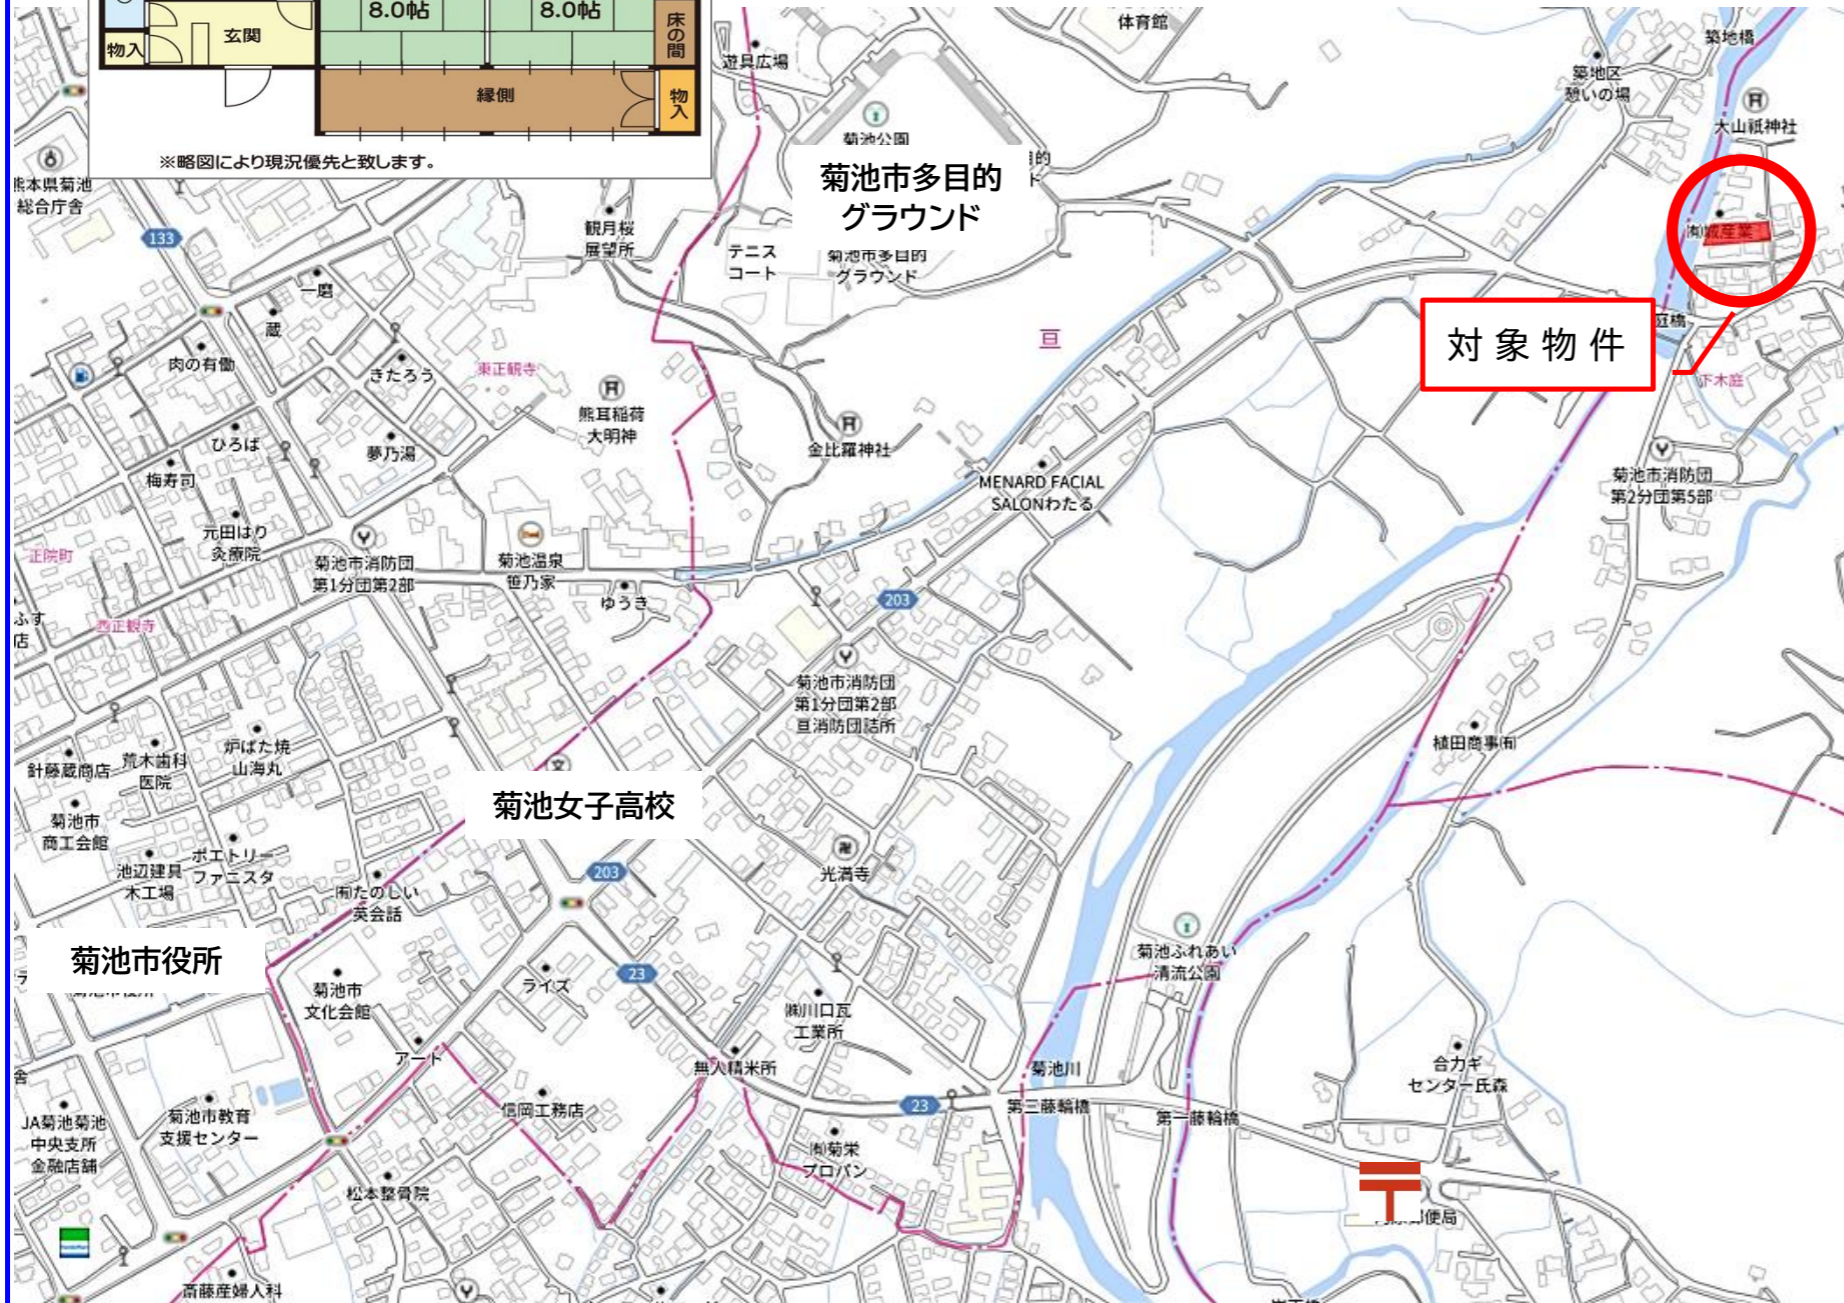 8.0帖
8.0帖
床の間
玄関
物入
縁側
物入
※略図により現況優先と致します。
体育館
築地橋
遊具広場
築地区
憩いの場
大山祇神社
菊池公園
菊池市多目的
グラウンド
熊本県菊池
総合庁舎
133
観月桜
展望所
テニス
コート
菊池市多目的
グラウンド
㈲城産業
対象物件
庭橋
下木庭
一磨
蔵
肉の有働
きたろう
東正観寺
亘
熊耳稲荷
大明神
金比羅神社
ひろば
夢乃湯
梅寿司
MENARD FACIAL
SALONわたる
菊池市消防団
第2分団第5部
元田はり
灸療院
正院町
菊池市消防団
第1分団第2部
菊池温泉
笹乃家
ゆうき
203
西正観寺
菊池市消防団
第1分団第2部
亘消防団詰所
炉ばた焼
山海丸
荒木歯科
医院
針藤蔵商店
植田商事㈲
菊池女子高校
菊池市
商工会館
ポエトリー
ファニスタ
池辺建具
木工場
㈲たのしい
英会話
203
光満寺
菊池市役所
菊池市
文化会館
ライズ
23
㈱川口瓦
工業所
菊池ふれあい
清流公園
アート
無人精米所
菊池川
合カギ
センター氏森
信岡工務店
23
第三藤輪橋
第一藤輪橋
JA菊池菊池
中央支所
金融店舗
菊池市教育
支援センター
㈲菊栄
プロパン
松本整骨院
郵便局
FamilyMart
斎藤産婦人科